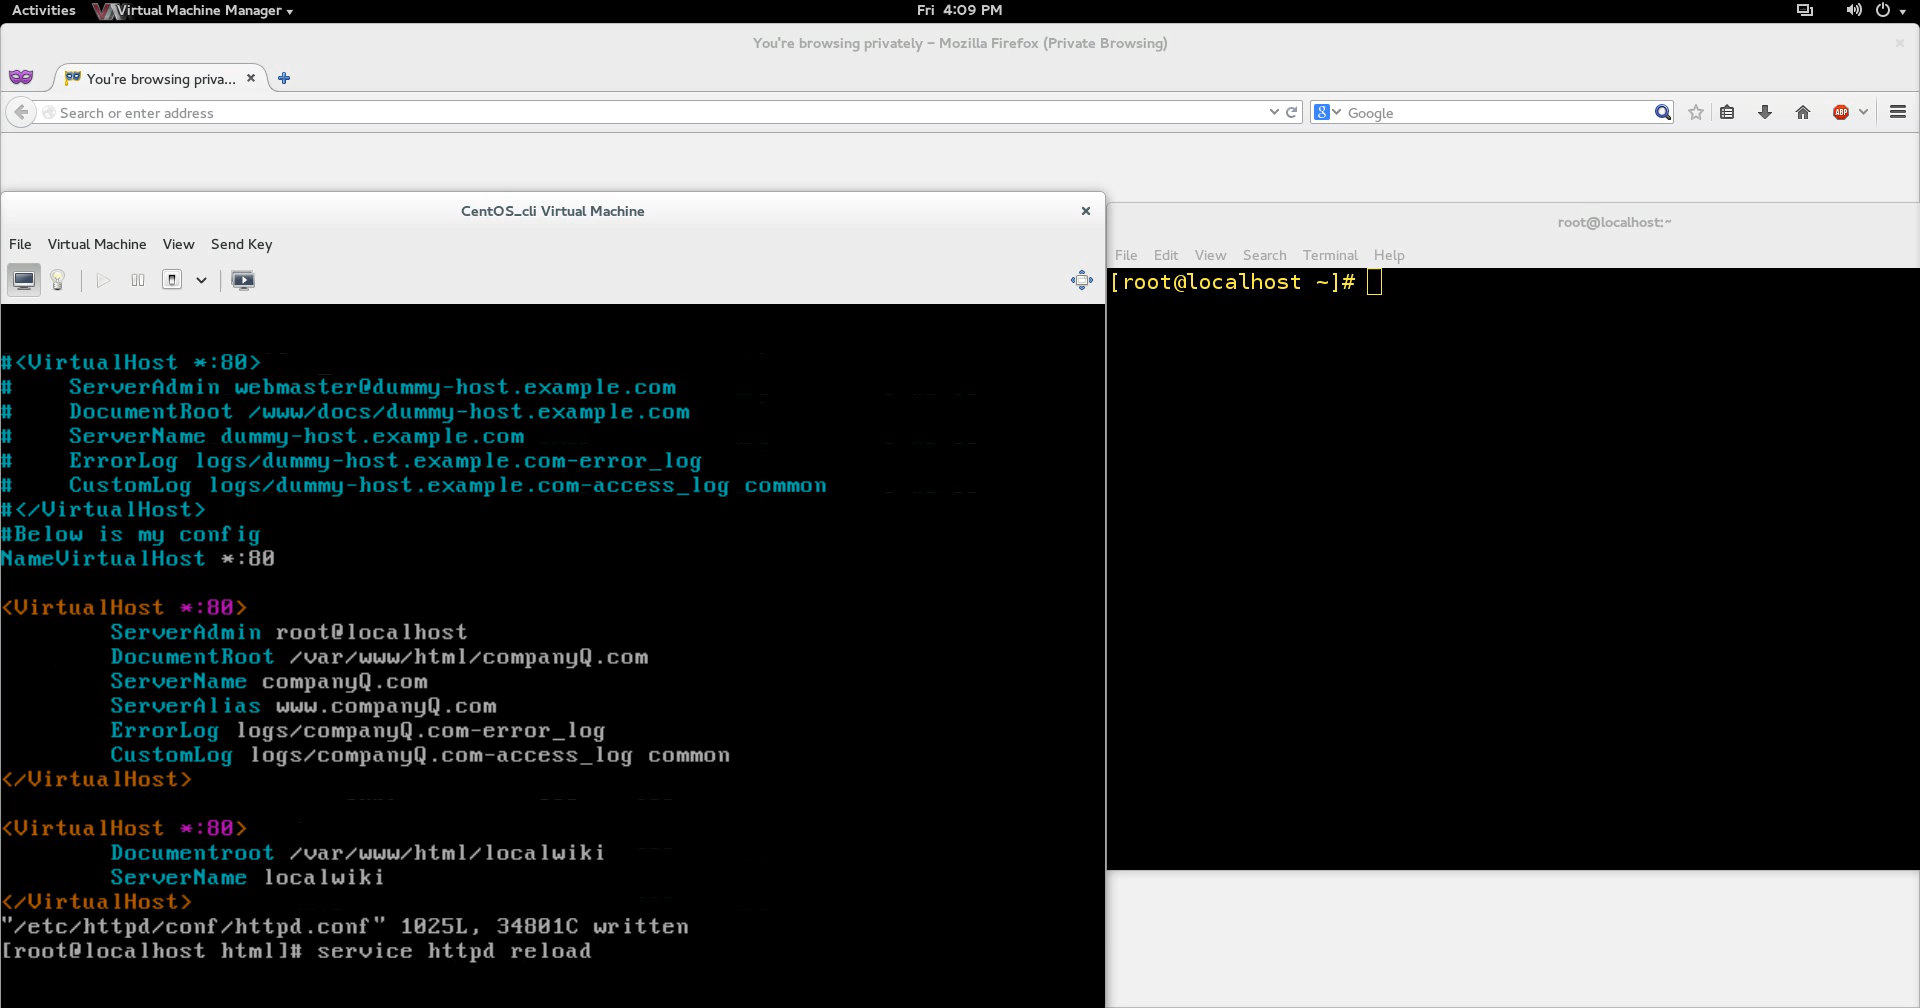 Activities Virtual Machine Manager Fri 4:09 PM
You're browsing privately – Mozilla Firefox (Private Browsing)
You're browsing priva...
Search or enter address
8 Google ABP
CentOS_cli Virtual Machine
File Virtual Machine View Send Key
#<VirtualHost *:80>
#    ServerAdmin webmaster@dummy-host.example.com
#    DocumentRoot /www/docs/dummy-host.example.com
#    ServerName dummy-host.example.com
#    ErrorLog logs/dummy-host.example.com-error_log
#    CustomLog logs/dummy-host.example.com-access_log common
#</VirtualHost>
#Below is my config
NameVirtualHost *:80
<VirtualHost *:80>
        ServerAdmin root@localhost
        DocumentRoot /var/www/html/companyQ.com
        ServerName companyQ.com
        ServerAlias www.companyQ.com
        ErrorLog logs/companyQ.com-error_log
        CustomLog logs/companyQ.com-access_log common
</VirtualHost>
<VirtualHost *:80>
        Documentroot /var/www/html/localwiki
        ServerName localwiki
</VirtualHost>
"/etc/httpd/conf/httpd.conf" 1025L, 34801C written
[root@localhost html]# service httpd reload
root@localhost:~
File Edit View Search Terminal Help
[root@localhost ~]#